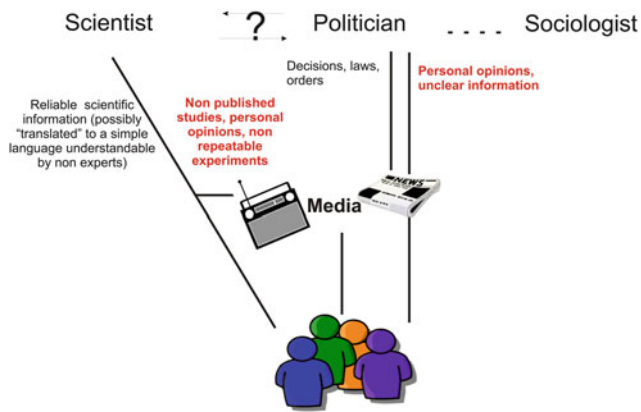 Scientist
?
Politician
Sociologist
Decisions, laws,
orders
Personal opinions,
unclear information
Reliable scientific
information (possibly
“translated” to a simple
language understandable
by non experts)
Non published
studies, personal
opinions, non
repeatable
experiments
NEWS
Media